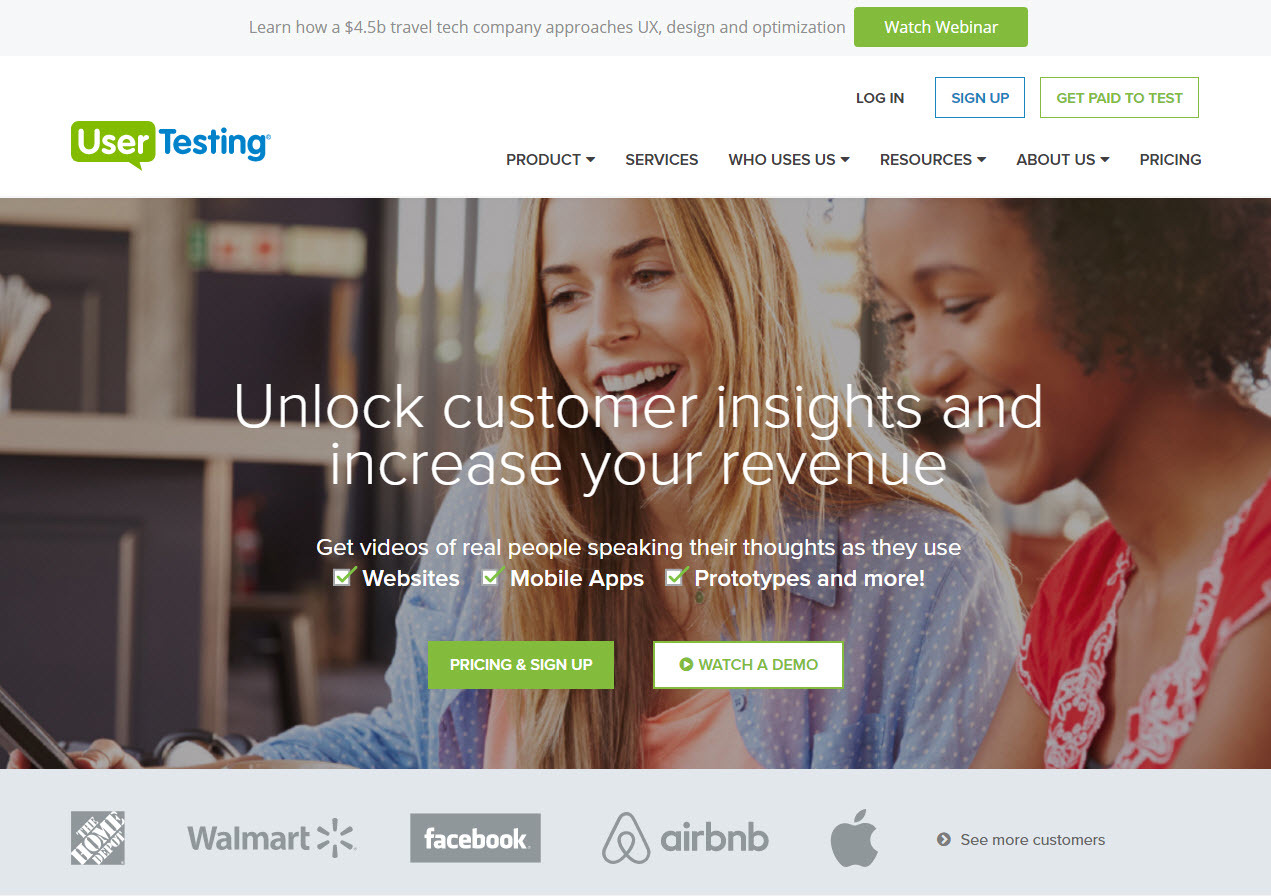 Learn how a $4.5b travel tech company approaches UX, design and optimization Watch Webinar
LOG IN SIGN UP GET PAID TO TEST
User Testing®
PRODUCT SERVICES WHO USES US RESOURCES ABOUT US PRICING
Unlock customer insights and
increase your revenue
Get videos of real people speaking their thoughts as they use
Websites Mobile Apps Prototypes and more!
PRICING & SIGN UP WATCH A DEMO
THE HOME DEPOT Walmart facebook airbnb See more customers